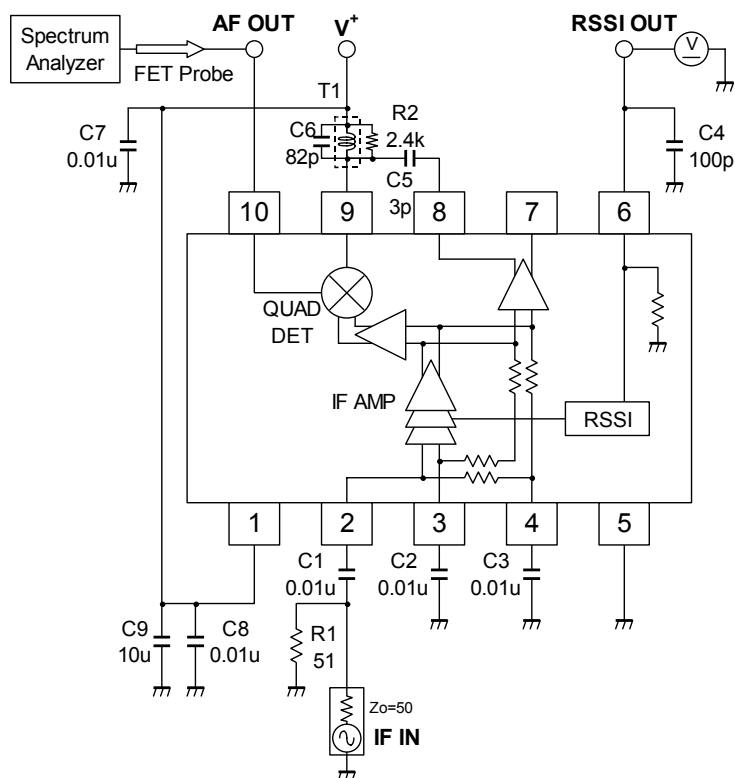 AF OUT
V+
RSSI OUT
Spectrum
Analyzer
FET Probe
V
T1
C7
0.01u
C6
82p
R2
2.4k
C5
3p
C4
100p
10
9
8
7
6
QUAD
DET
IF AMP
RSSI
1
2
3
4
5
C1
0.01u
C2
0.01u
C3
0.01u
C9
10u
C8
0.01u
R1
51
Zo=50
IF IN